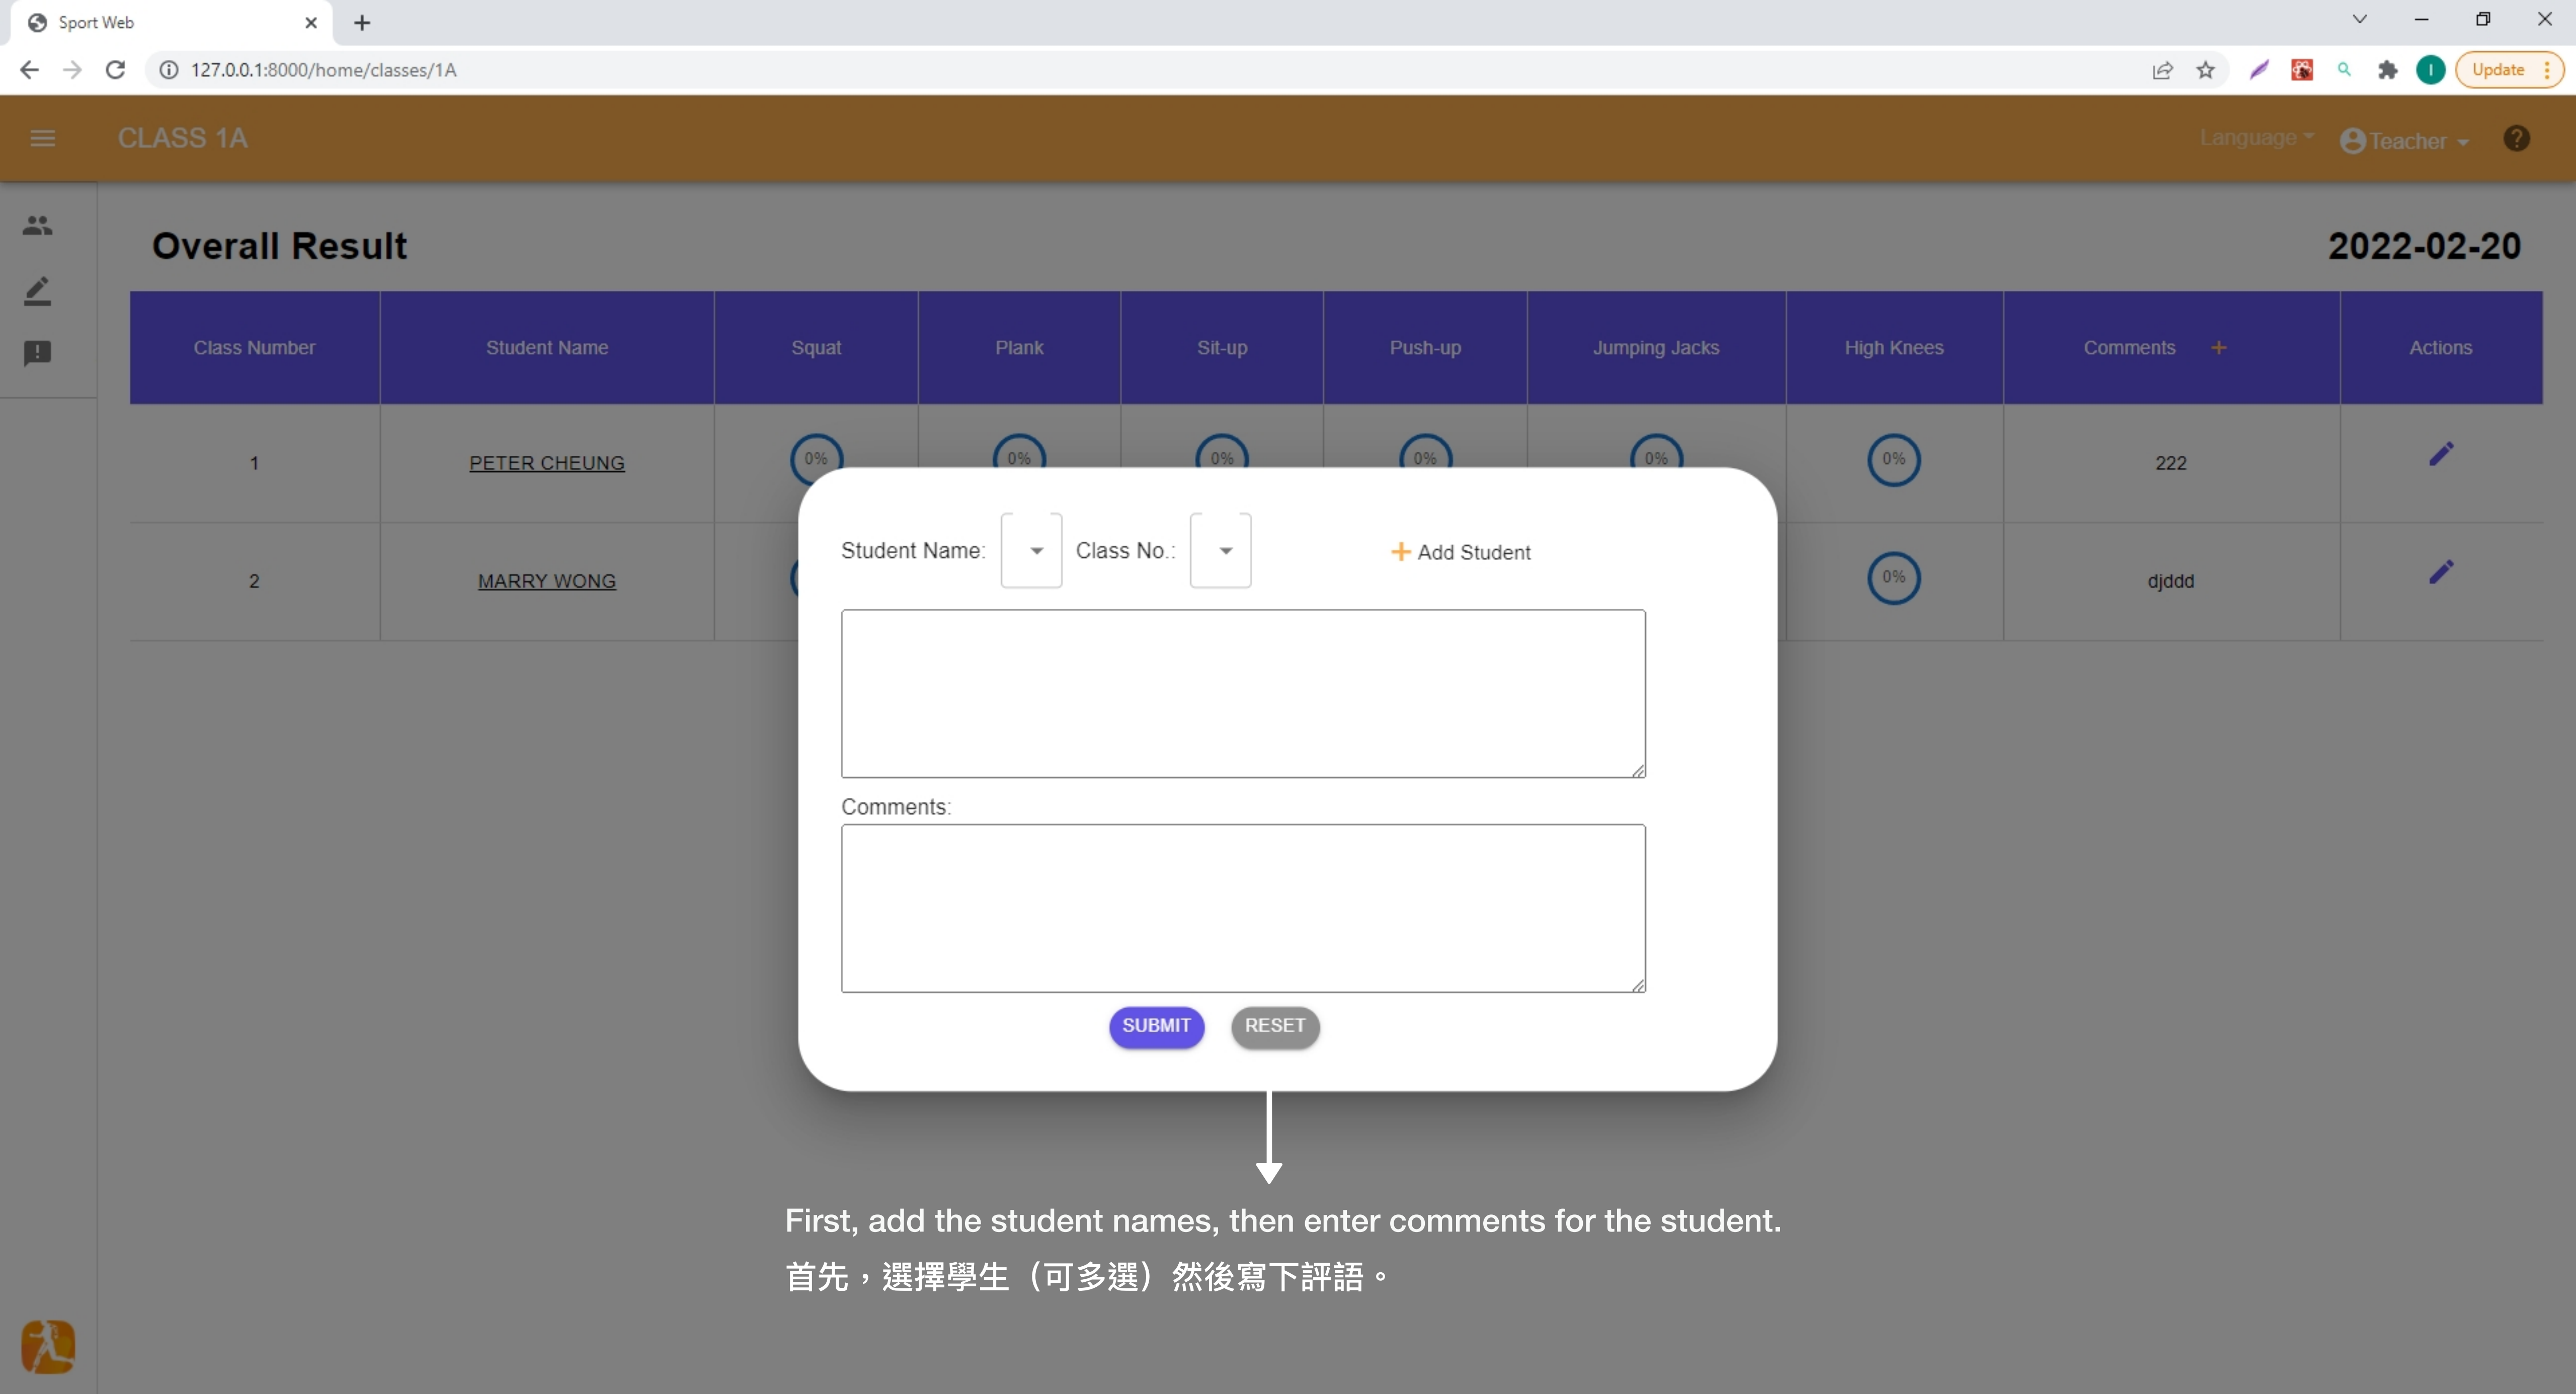 Sport Web
127.0.0.1:8000/home/classes/1A
Update
CLASS 1A
Language
Teacher
Overall Result
2022-02-20
Class Number Student Name Squat Plank Sit-up Push-up Jumping Jacks High Knees Comments + Actions
1 PETER CHEUNG 0% 0% 0% 0% 0% 0% 222
2 MARRY WONG 0% djddd
Student Name: Class No.: + Add Student
Comments:
SUBMIT RESET
First, add the student names, then enter comments for the student.
首先，選擇學生（可多選）然後寫下評語。